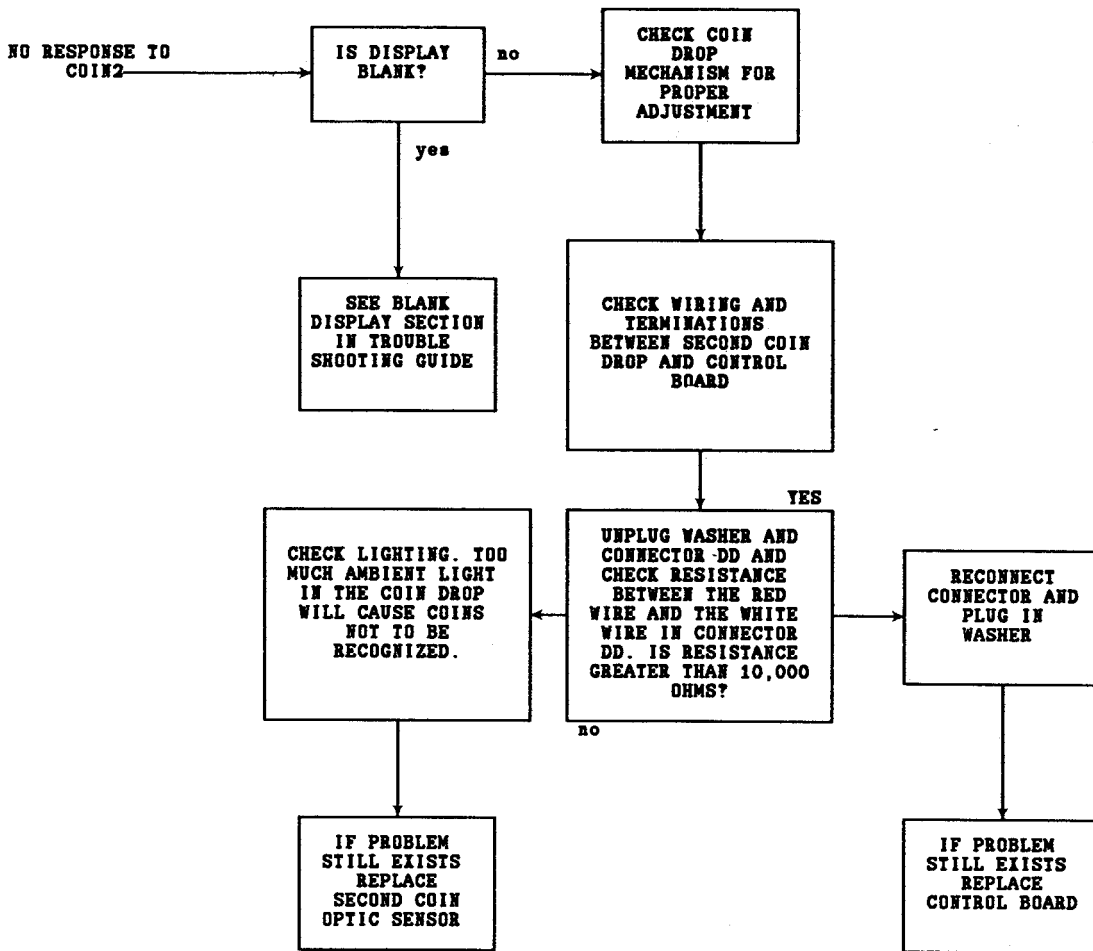 NO RESPONSE TO
COIN2
IS DISPLAY
BLANK?
no
CHECK COIN
DROP
MECHANISM FOR
PROPER
ADJUSTMENT
yes
SEE BLANK
DISPLAY SECTION
IN TROUBLE
SHOOTING GUIDE
CHECK WIRING AND
TERMINATIONS
BETWEEN SECOND COIN
DROP AND CONTROL
BOARD
YES
UNPLUG WASHER AND
CONNECTOR DD AND
CHECK RESISTANCE
BETWEEN THE RED
WIRE AND THE WHITE
WIRE IN CONNECTOR
DD. IS RESISTANCE
GREATER THAN 10,000
OHMS?
no
CHECK LIGHTING. TOO
MUCH AMBIENT LIGHT
IN THE COIN DROP
WILL CAUSE COINS
NOT TO BE
RECOGNIZED.
RECONNECT
CONNECTOR AND
PLUG IN
WASHER
IF PROBLEM
STILL EXISTS
REPLACE
SECOND COIN
OPTIC SENSOR
IF PROBLEM
STILL EXISTS
REPLACE
CONTROL BOARD